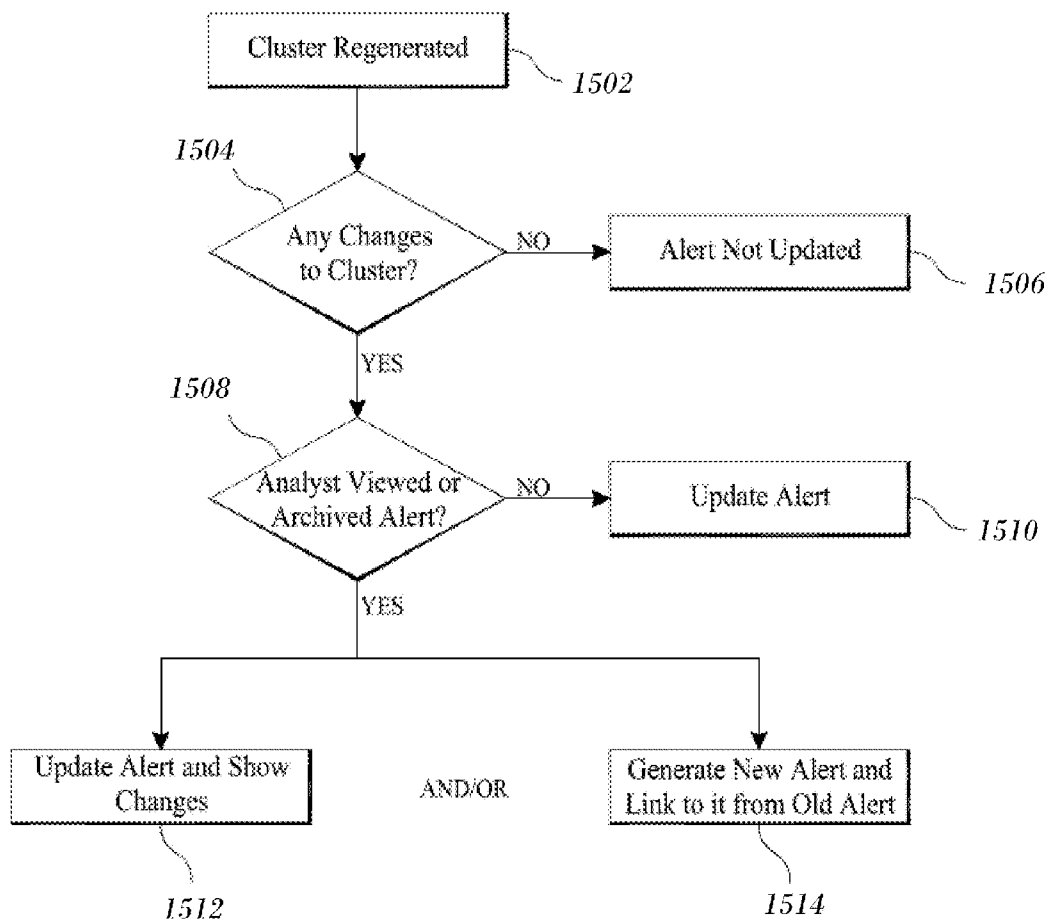 Cluster Regenerated
1502
1504
Any Changes
to Cluster?
NO
Alert Not Updated
1506
YES
1508
Analyst Viewed or
Archived Alert?
NO
Update Alert
1510
YES
Update Alert and Show
Changes
AND/OR
Generate New Alert and
Link to it from Old Alert
1512
1514